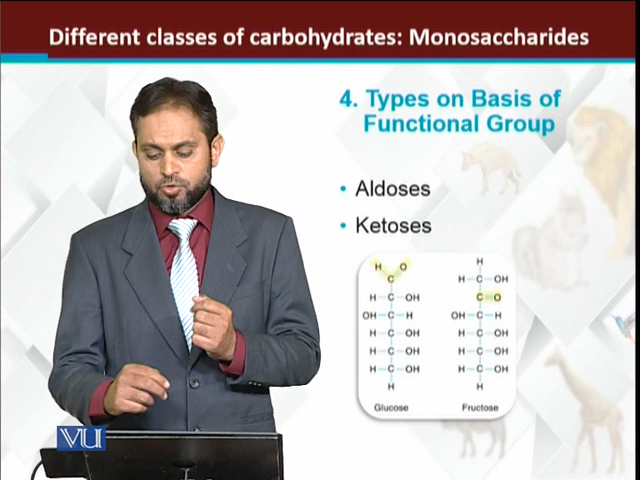 Different classes of carbohydrates: Monosaccharides
4. Types on Basis of
Functional Group
• Aldoses
• Ketoses
H O
C
H C OH
OH C H
H C OH
H C OH
H C OH
H
Glucose
H
H C OH
C O
OH C H
H C OH
H C OH
H C OH
H
Fructose
VU